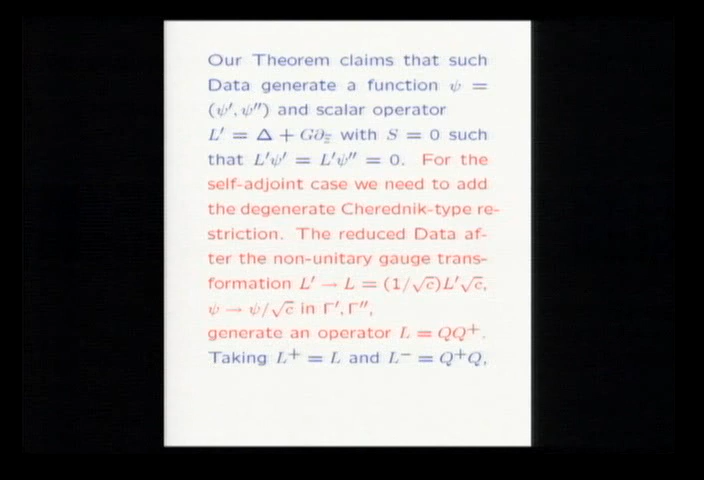 Our Theorem claims that such
Data generate a function ψ =
(ψ′, ψ″) and scalar operator
L′ = Δ + G∂_z̄ with S = 0 such
that L′ψ′ = L′ψ″ = 0. For the
self-adjoint case we need to add
the degenerate Cherednik-type re-
striction. The reduced Data af-
ter the non-unitary gauge trans-
formation L′ → L = (1/√c)L′√c,
ψ → ψ/√c in Γ′, Γ″,
generate an operator L = QQ⁺.
Taking L⁺ = L and L⁻ = Q⁺Q,